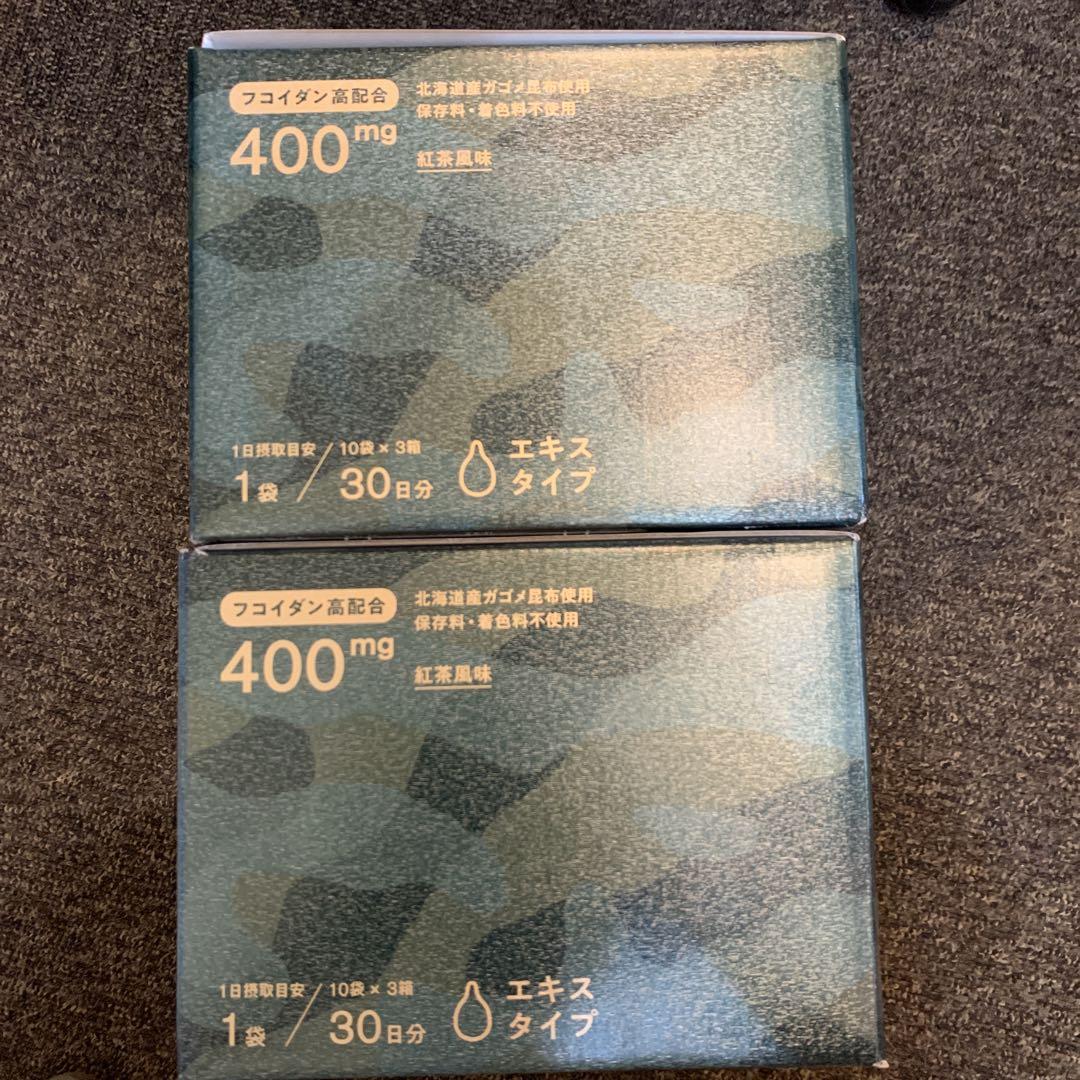 フコイダン高配合
400mg
北海道産ガゴメ昆布使用
保存料・着色料不使用
紅茶風味
1日摂取目安/10袋×3箱
1袋/30日分
エキス
タイプ
フコイダン高配合
400mg
北海道産ガゴメ昆布使用
保存料・着色料不使用
紅茶風味
1日摂取目安/10袋×3箱
1袋/30日分
エキス
タイプ